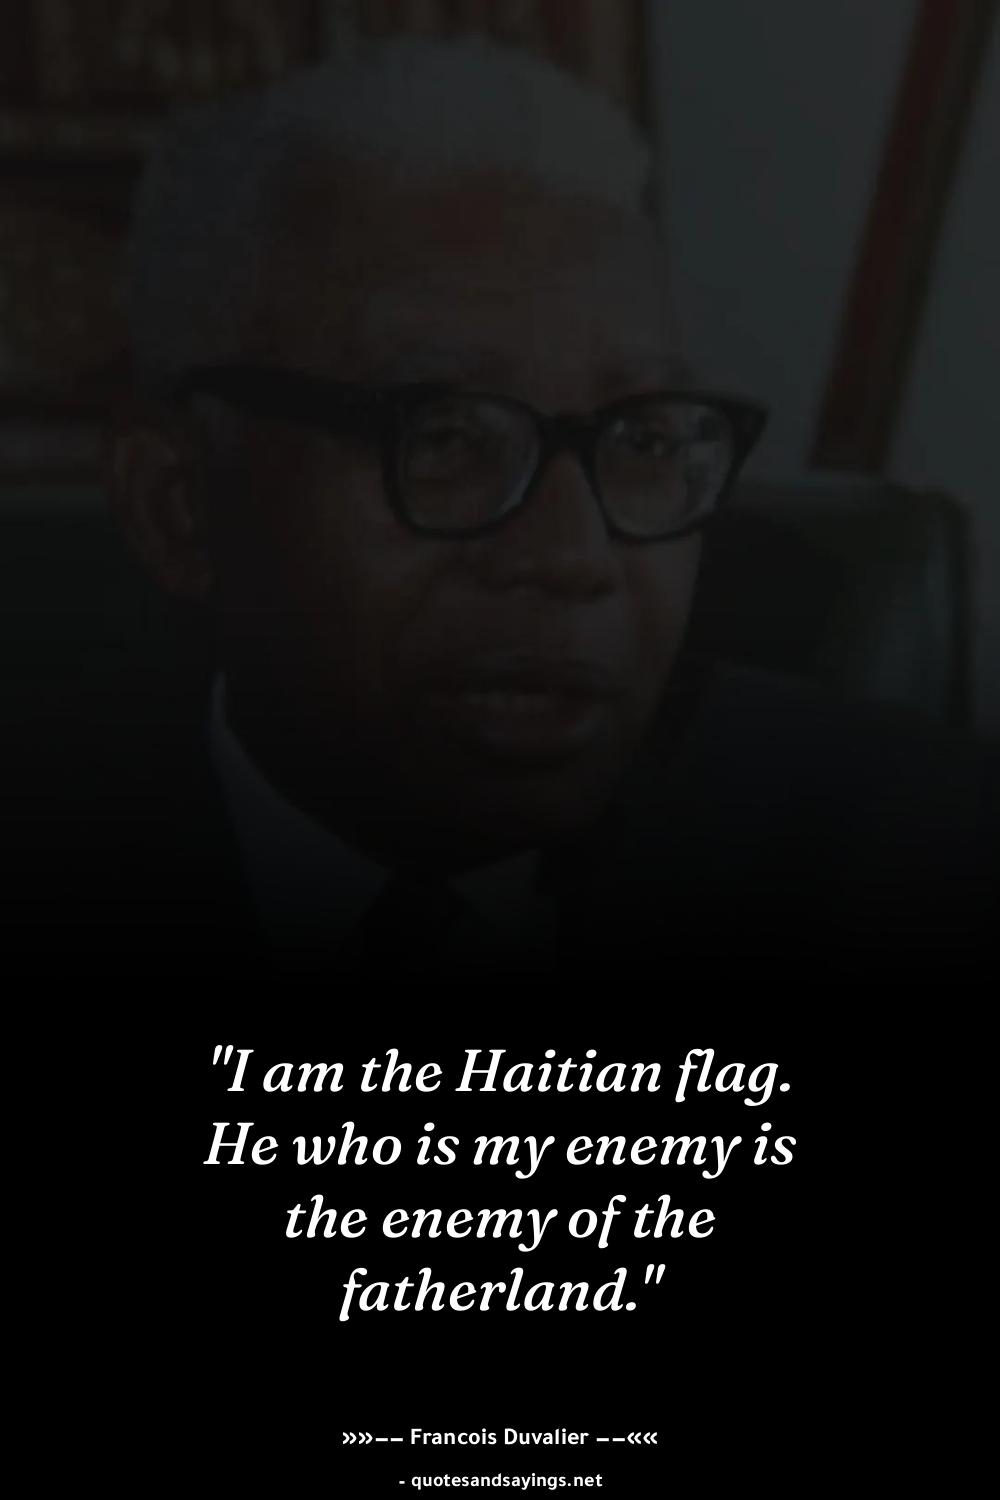 "I am the Haitian flag.
He who is my enemy is
the enemy of the
fatherland."
»»–– Francois Duvalier ––««
- quotesandsayings.net